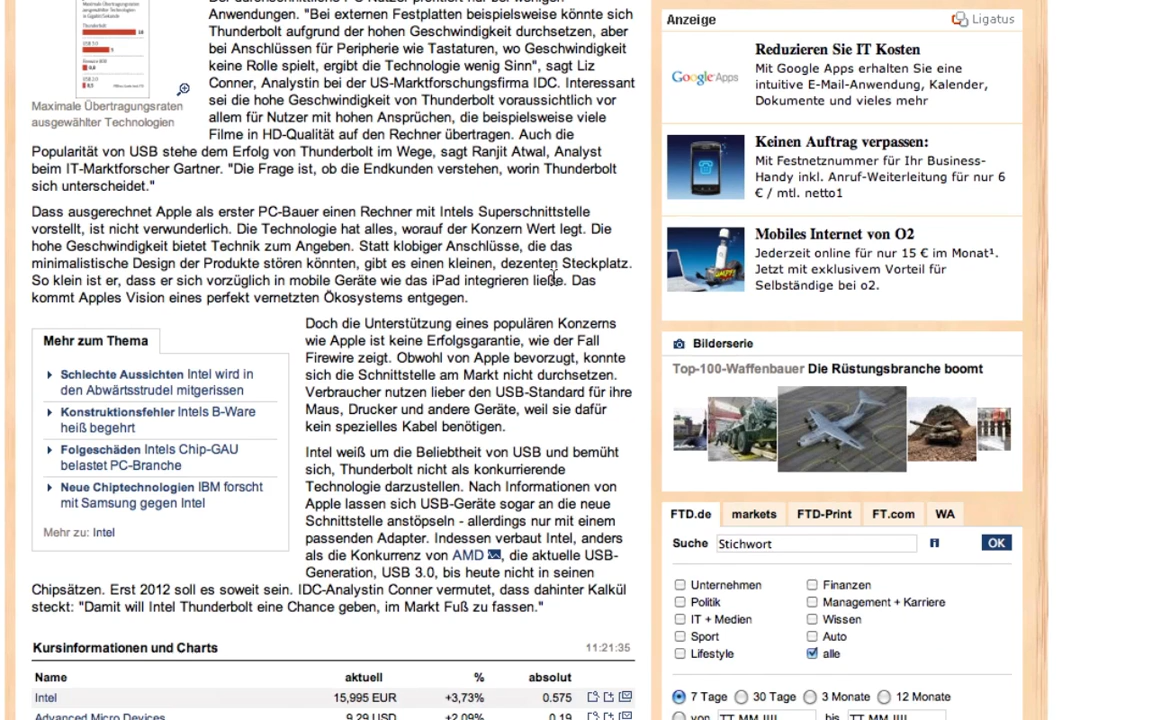 Maximale Übertragungsraten
ausgewählter Technologien
Anwendungen. "Bei externen Festplatten beispielsweise könnte sich
Thunderbolt aufgrund der hohen Geschwindigkeit durchsetzen, aber
bei Anschlüssen für Peripherie wie Tastaturen, wo Geschwindigkeit
keine Rolle spielt, ergibt die Technologie wenig Sinn", sagt Liz
Conner, Analystin bei der US-Marktforschungsfirma IDC. Interessant
sei die hohe Geschwindigkeit von Thunderbolt voraussichtlich vor
allem für Nutzer mit hohen Ansprüchen, die beispielsweise viele
Filme in HD-Qualität auf den Rechner übertragen. Auch die
Popularität von USB stehe dem Erfolg von Thunderbolt im Wege, sagt Ranjit Atwal, Analyst
beim IT-Marktforscher Gartner. "Die Frage ist, ob die Endkunden verstehen, worin Thunderbolt
sich unterscheidet."
Dass ausgerechnet Apple als erster PC-Bauer einen Rechner mit Intels Superschnittstelle
vorstellt, ist nicht verwunderlich. Die Technologie hat alles, worauf der Konzern Wert legt. Die
hohe Geschwindigkeit bietet Technik zum Angeben. Statt klobiger Anschlüsse, die das
minimalistische Design der Produkte stören könnten, gibt es einen kleinen, dezenten Steckplatz.
So klein ist er, dass er sich vorzüglich in mobile Geräte wie das iPad integrieren ließe. Das
kommt Apples Vision eines perfekt vernetzten Ökosystems entgegen.
Mehr zum Thema
Schlechte Aussichten Intel wird in
den Abwärtsstrudel mitgerissen
Konstruktionsfehler Intels B-Ware
heiß begehrt
Folgeschäden Intels Chip-GAU
belastet PC-Branche
Neue Chiptechnologien IBM forscht
mit Samsung gegen Intel
Mehr zu: Intel
Doch die Unterstützung eines populären Konzerns
wie Apple ist keine Erfolgsgarantie, wie der Fall
Firewire zeigt. Obwohl von Apple bevorzugt, konnte
sich die Schnittstelle am Markt nicht durchsetzen.
Verbraucher nutzen lieber den USB-Standard für ihre
Maus, Drucker und andere Geräte, weil sie dafür
kein spezielles Kabel benötigen.
Intel weiß um die Beliebtheit von USB und bemüht
sich, Thunderbolt nicht als konkurrierende
Technologie darzustellen. Nach Informationen von
Apple lassen sich USB-Geräte sogar an die neue
Schnittstelle anstöpseln - allerdings nur mit einem
passenden Adapter. Indessen verbaut Intel, anders
als die Konkurrenz von AMD, die aktuelle USB-
Generation, USB 3.0, bis heute nicht in seinen
Chipsätzen. Erst 2012 soll es soweit sein. IDC-Analystin Conner vermutet, dass dahinter Kalkül
steckt: "Damit will Intel Thunderbolt eine Chance geben, im Markt Fuß zu fassen."
Kursinformationen und Charts 11:21:35
Name aktuell % absolut
Intel 15,995 EUR +3,73% 0.575
Advanced Micro Devices 9,29 USD +2,09% 0.19
Anzeige Ligatus
Google Apps
Reduzieren Sie IT Kosten
Mit Google Apps erhalten Sie eine
intuitive E-Mail-Anwendung, Kalender,
Dokumente und vieles mehr
Keinen Auftrag verpassen:
Mit Festnetznummer für Ihr Business-
Handy inkl. Anruf-Weiterleitung für nur 6
€ / mtl. netto1
Mobiles Internet von O2
Jederzeit online für nur 15 € im Monat¹.
Jetzt mit exklusivem Vorteil für
Selbständige bei o2.
Bilderserie
Top-100-Waffenbauer Die Rüstungsbranche boomt
FTD.de markets FTD-Print FT.com WA
Suche Stichwort OK
Unternehmen Finanzen
Politik Management + Karriere
IT + Medien Wissen
Sport Auto
Lifestyle alle
7 Tage 30 Tage 3 Monate 12 Monate
von TT.MM.JJJJ bis TT.MM.JJJJ